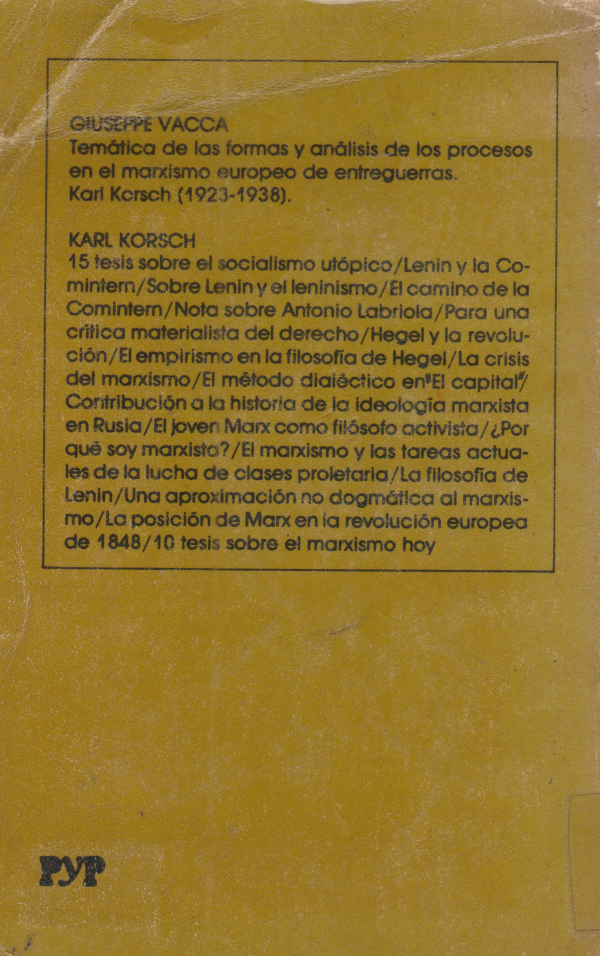 GIUSEPPE VACCA
Temática de las formas y análisis de los procesos
en el marxismo europeo de entreguerras.
Karl Korsch (1923-1938).
KARL KORSCH
15 tesis sobre el socialismo utópico/Lenin y la Co-
mintern/Sobre Lenin y el leninismo/El camino de la
Comintern/Nota sobre Antonio Labriola/Para una
crítica materialista del derecho/Hegel y la revolu-
ción/El empirismo en la filosofía de Hegel/La crisis
del marxismo/El método dialéctico en "El capital"/
Contribución a la historia de la ideología marxista
en Rusia/El joven Marx como filósofo activista/¿Por
qué soy marxista?/El marxismo y las tareas actua-
les de la lucha de clases proletaria/La filosofía de
Lenin/Una aproximación no dogmática al marxis-
mo/La posición de Marx en la revolución europea
de 1848/10 tesis sobre el marxismo hoy
PYP